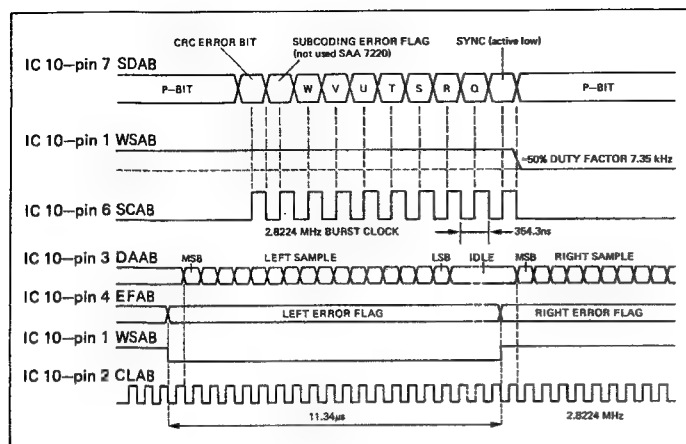 CRC ERROR BIT
SUBCODING ERROR FLAG
(not used SAA 7220)
SYNC (active low)
IC 10–pin 7 SDAB
P–BIT
W V U T S R Q
P–BIT
IC 10–pin 1 WSAB
≈50% DUTY FACTOR 7.35 kHz
IC 10–pin 6 SCAB
2.8224 MHz BURST CLOCK
354.3ns
IC 10–pin 3 DAAB
MSB
LEFT SAMPLE
LSB
IDLE
MSB
RIGHT SAMPLE
IC 10–pin 4 EFAB
LEFT ERROR FLAG
RIGHT ERROR FLAG
IC 10–pin 1 WSAB
IC 10–pin 2 CLAB
11.34µs
2.8224 MHz